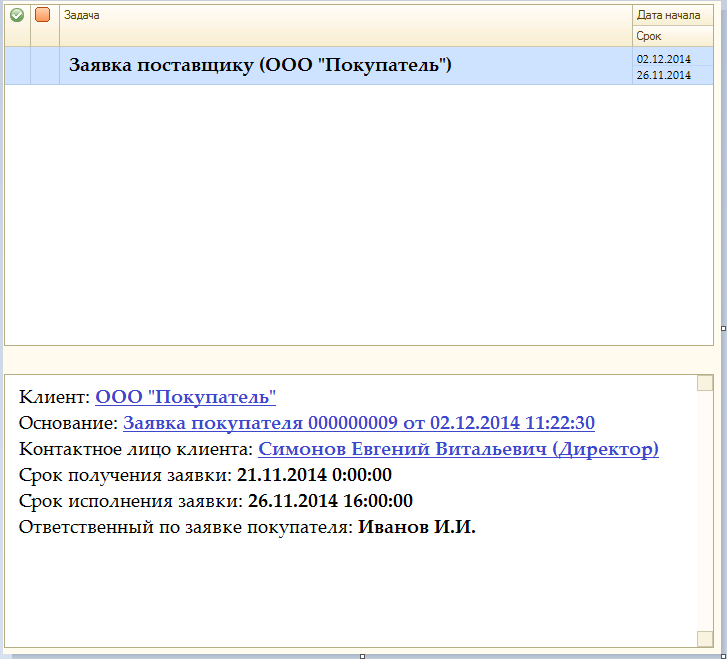 Задача
Дата начала
Срок
Заявка поставщику (ООО "Покупатель")
02.12.2014
26.11.2014
Клиент: ООО "Покупатель"
Основание: Заявка покупателя 000000009 от 02.12.2014 11:22:30
Контактное лицо клиента: Симонов Евгений Витальевич (Директор)
Срок получения заявки: 21.11.2014 0:00:00
Срок исполнения заявки: 26.11.2014 16:00:00
Ответственный по заявке покупателя: Иванов И.И.